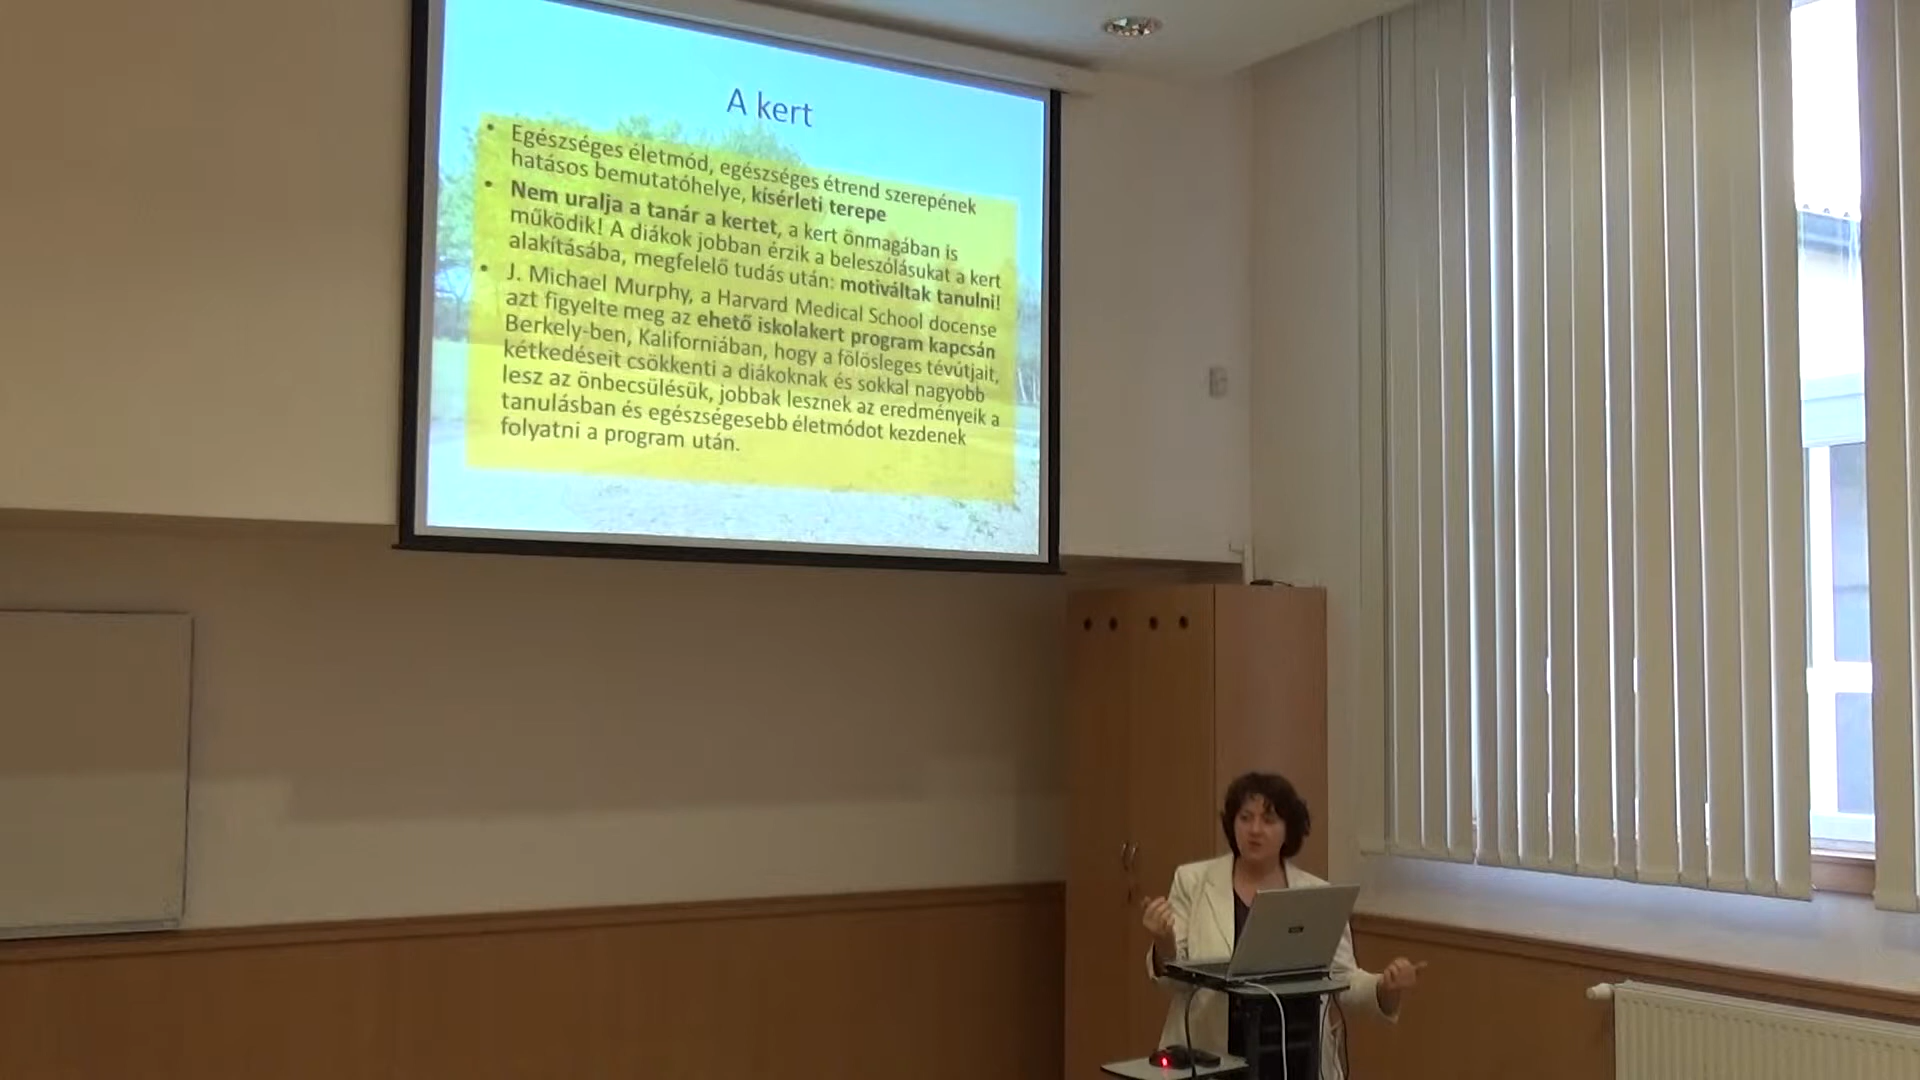 A kert
• Egészséges életmód, egészséges étrend szerepének
hatásos bemutatóhelye, kísérleti terepe
• Nem uralja a tanár a kertet, a kert önmagában is
működik! A diákok jobban érzik a beleszólásukat a kert
alakításába, megfelelő tudás után: motiváltak tanulni!
• J. Michael Murphy, a Harvard Medical School docense
azt figyelte meg az ehető iskolakert program kapcsán
Berkely-ben, Kaliforniában, hogy a fölösleges tévútjait,
kétkedéseit csökkenti a diákoknak és sokkal nagyobb
lesz az önbecsülésük, jobbak lesznek az eredményeik a
tanulásban és egészségesebb életmódot kezdenek
folyatni a program után.